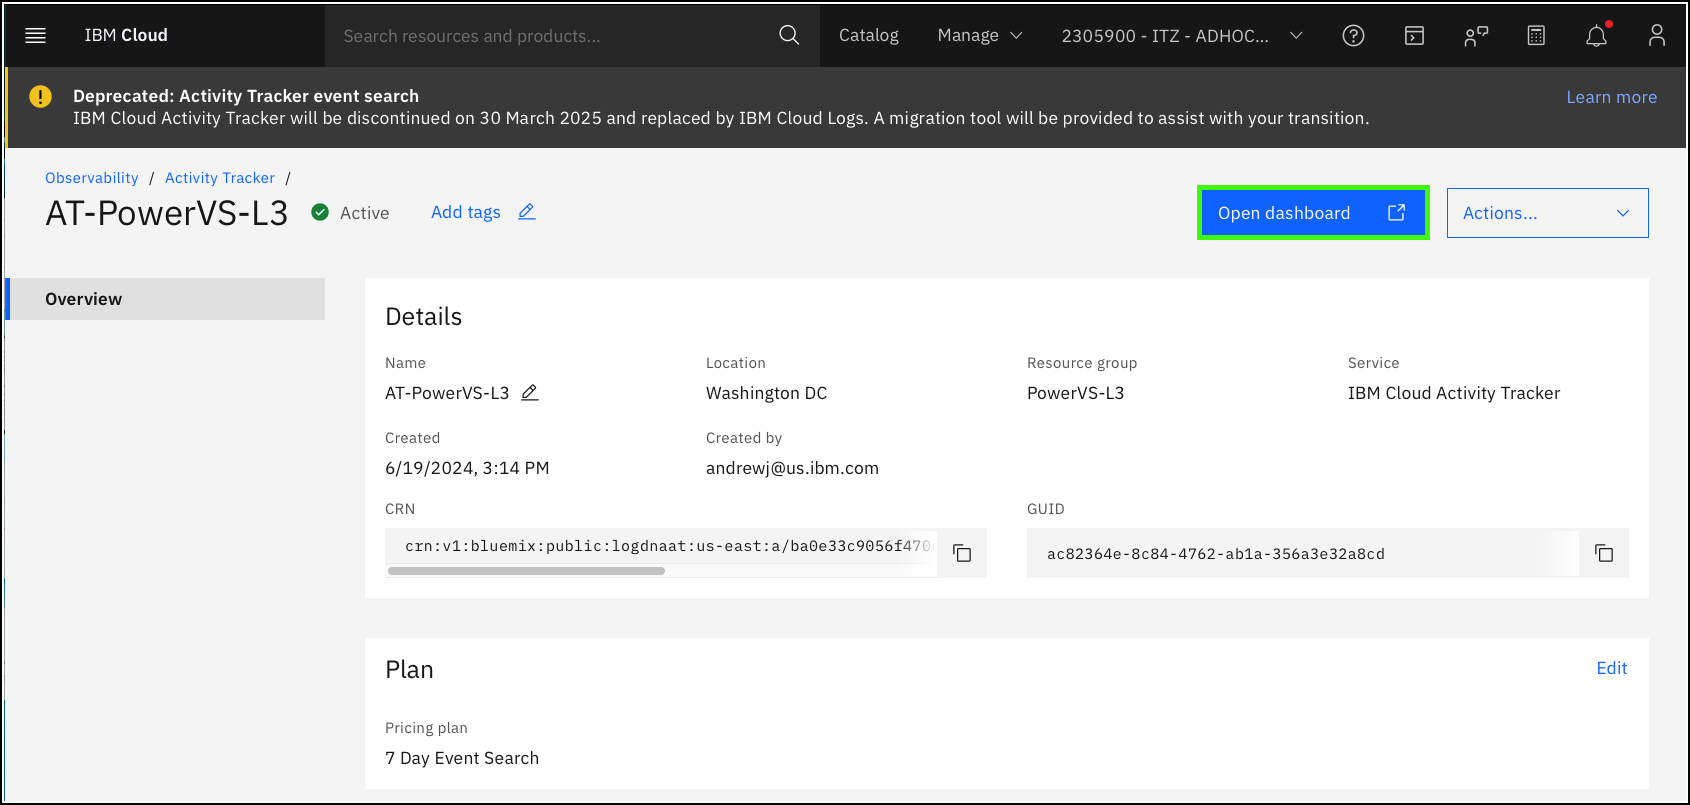 IBM Cloud
Search resources and products...
Catalog
Manage
2305900 - ITZ - ADHOC...
Deprecated: Activity Tracker event search
IBM Cloud Activity Tracker will be discontinued on 30 March 2025 and replaced by IBM Cloud Logs. A migration tool will be provided to assist with your transition.
Learn more
Observability / Activity Tracker /
AT-PowerVS-L3
Active
Add tags
Open dashboard
Actions...
Overview
Details
Name
Location
Resource group
Service
AT-PowerVS-L3
Washington DC
PowerVS-L3
IBM Cloud Activity Tracker
Created
Created by
6/19/2024, 3:14 PM
andrewj@us.ibm.com
CRN
GUID
crn:v1:bluemix:public:logdnaat:us-east:a/ba0e33c9056f470
ac82364e-8c84-4762-ab1a-356a3e32a8cd
Plan
Edit
Pricing plan
7 Day Event Search